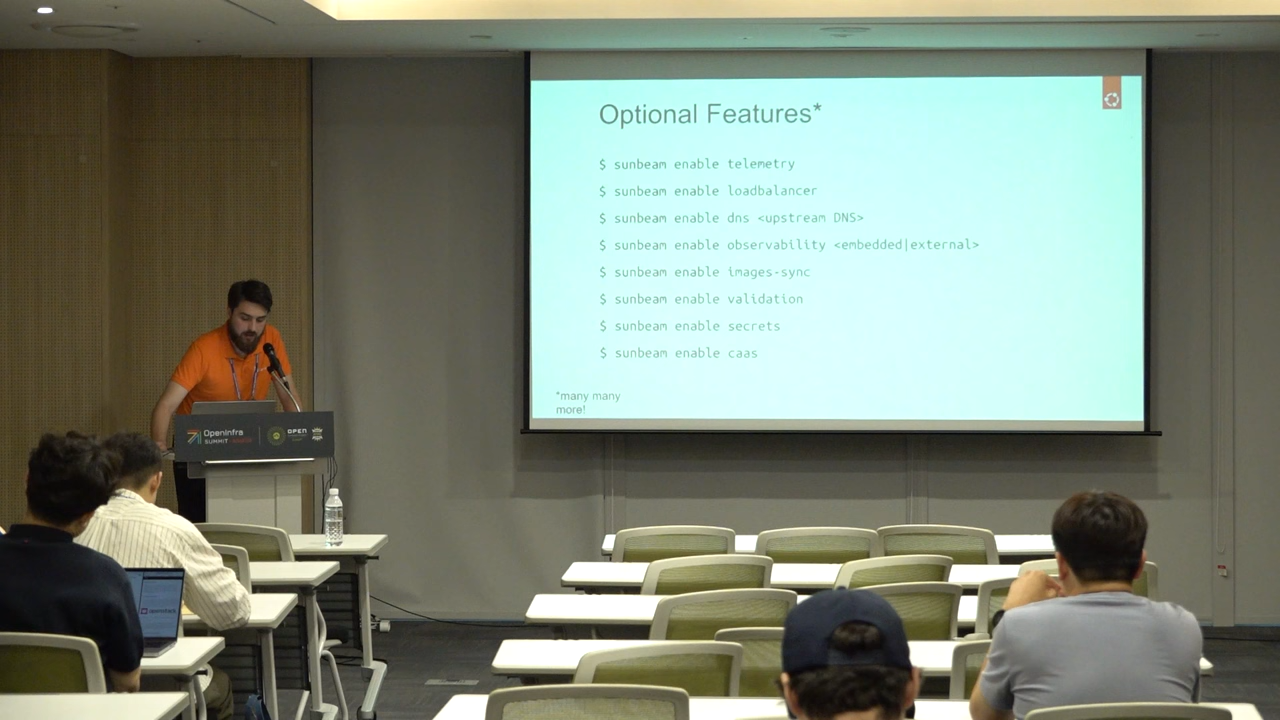 Optional Features*
$ sunbeam enable telemetry
$ sunbeam enable loadbalancer
$ sunbeam enable dns <upstream DNS>
$ sunbeam enable observability <embedded|external>
$ sunbeam enable images-sync
$ sunbeam enable validation
$ sunbeam enable secrets
$ sunbeam enable caas
*many many
more!
OpenInfra
SUMMIT
OPEN
openstack